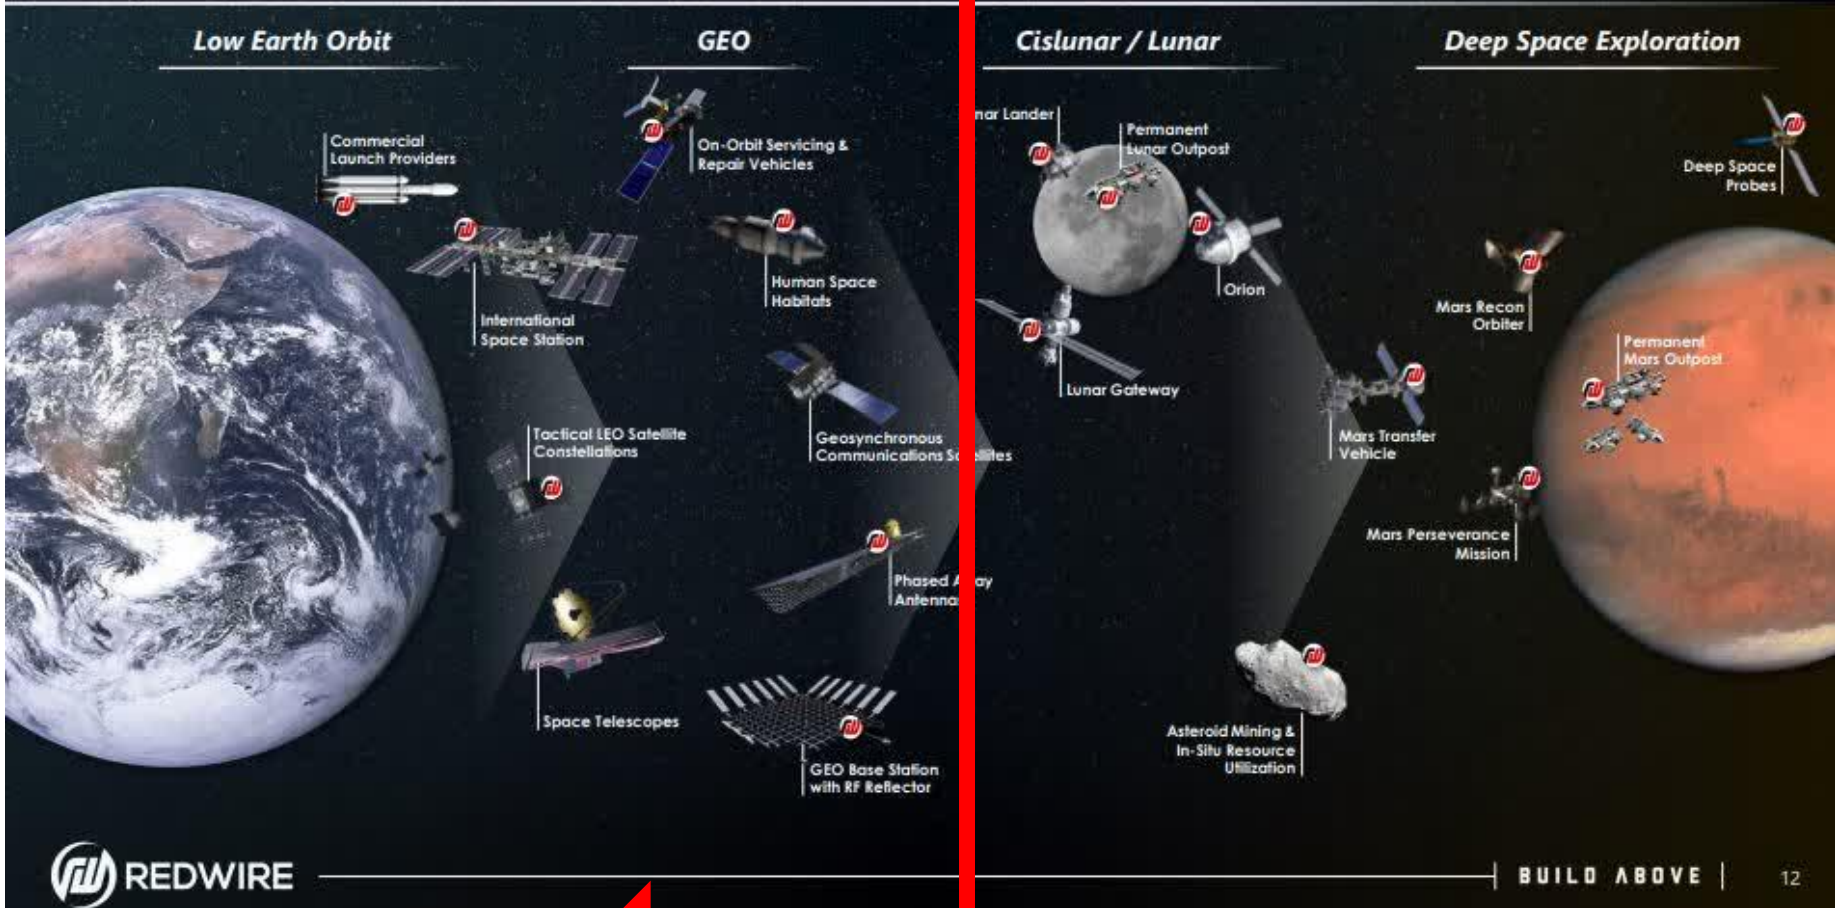 Low Earth Orbit
GEO
Cislunar / Lunar
Deep Space Exploration
Commercial
Launch Providers
On-Orbit Servicing &
Repair Vehicles
International
Space Station
Human Space
Habitats
Tactical LEO Satellite
Constellations
Geosynchronous
Communications S ellites
Phased A ay
Antenna
Space Telescopes
GEO Base Station
with RF Reflector
nar Lander
Permanent
Lunar Outpost
Orion
Lunar Gateway
Deep Space
Probes
Mars Recon
Orbiter
Permanent
Mars Outpost
Mars Transfer
Vehicle
Mars Perseverance
Mission
Asteroid Mining &
In-Situ Resource
Utilization
REDWIRE
BUILD ABOVE
12